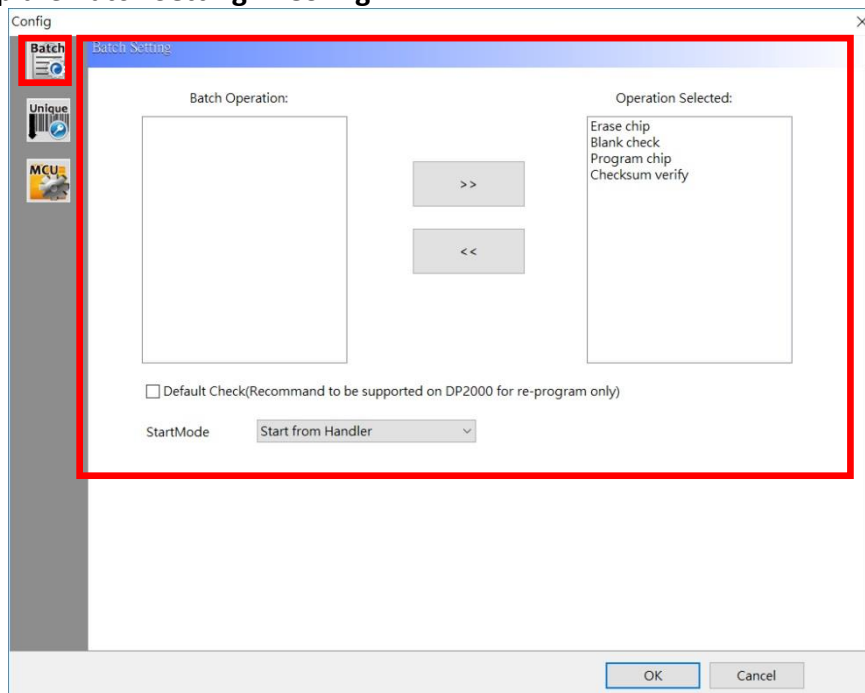 Config
Batch
Batch Setting
Unique
MCU
Batch Operation:
Operation Selected:
Erase chip
Blank check
Program chip
Checksum verify
>>
<<
Default Check(Recommand to be supported on DP2000 for re-program only)
StartMode
Start from Handler
OK
Cancel